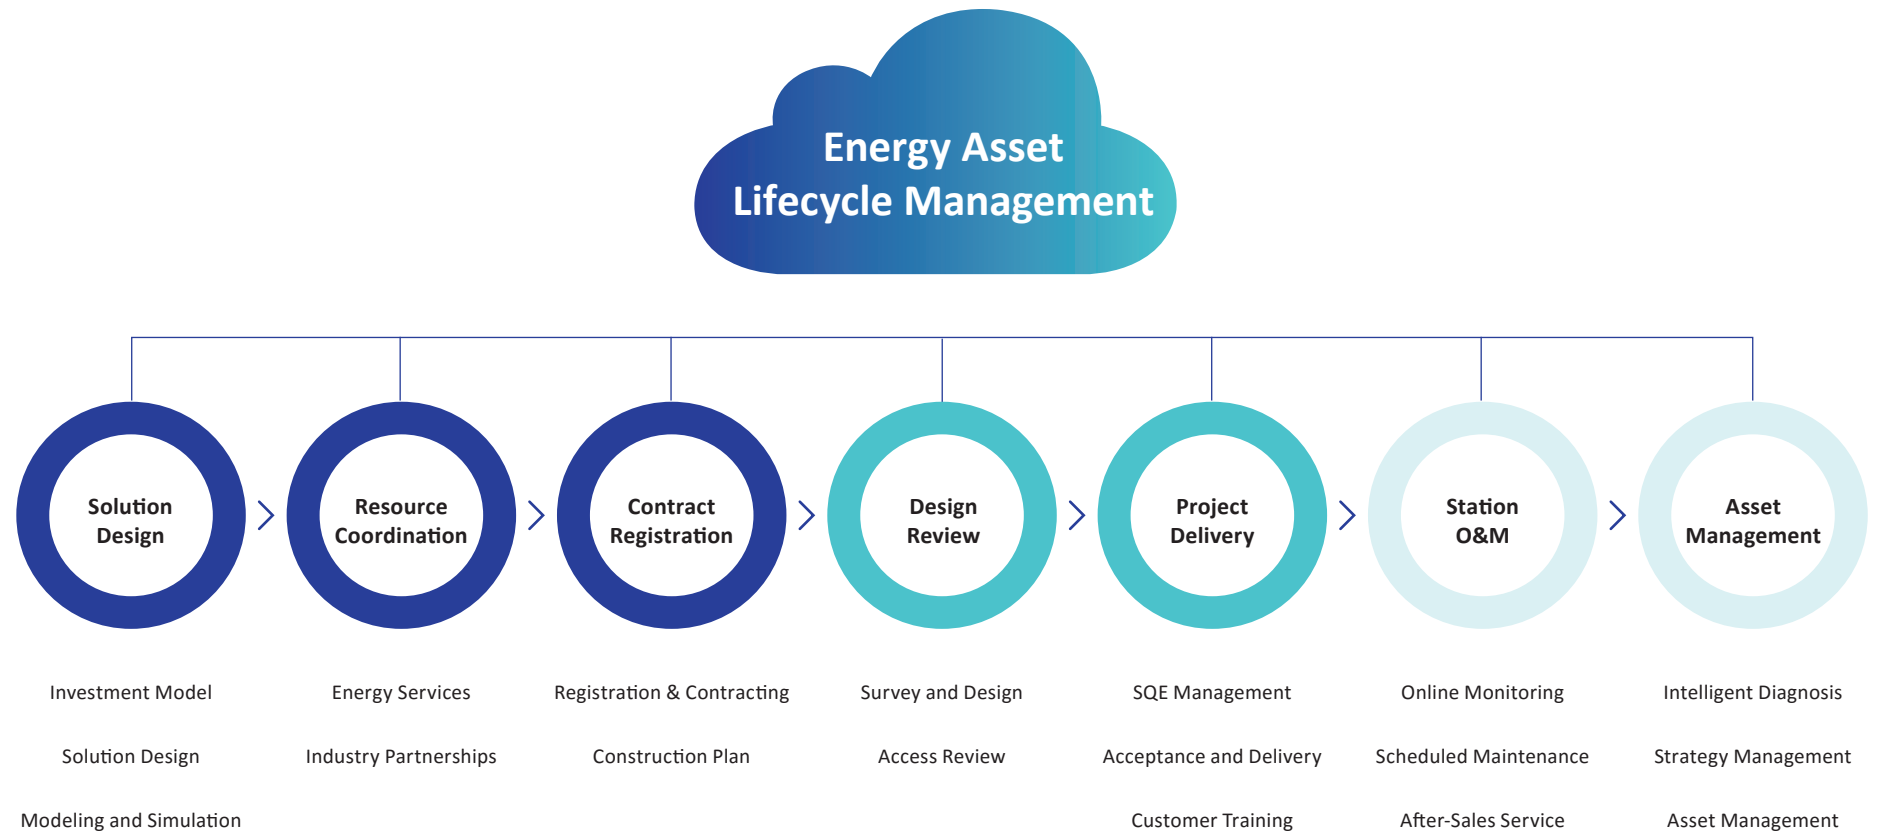 Energy Asset
Lifecycle Management
Solution
Design
Resource
Coordination
Contract
Registration
Design
Review
Project
Delivery
Station
O&M
Asset
Management
Investment Model
Solution Design
Modeling and Simulation
Energy Services
Industry Partnerships
Registration & Contracting
Construction Plan
Survey and Design
Access Review
SQE Management
Acceptance and Delivery
Customer Training
Online Monitoring
Scheduled Maintenance
After-Sales Service
Intelligent Diagnosis
Strategy Management
Asset Management